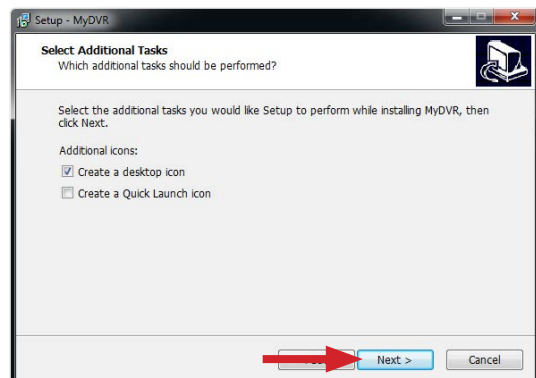 Setup - MyDVR
Select Additional Tasks
Which additional tasks should be performed?
Select the additional tasks you would like Setup to perform while installing MyDVR, then
click Next.
Additional icons:
Create a desktop icon
Create a Quick Launch icon
Next >
Cancel